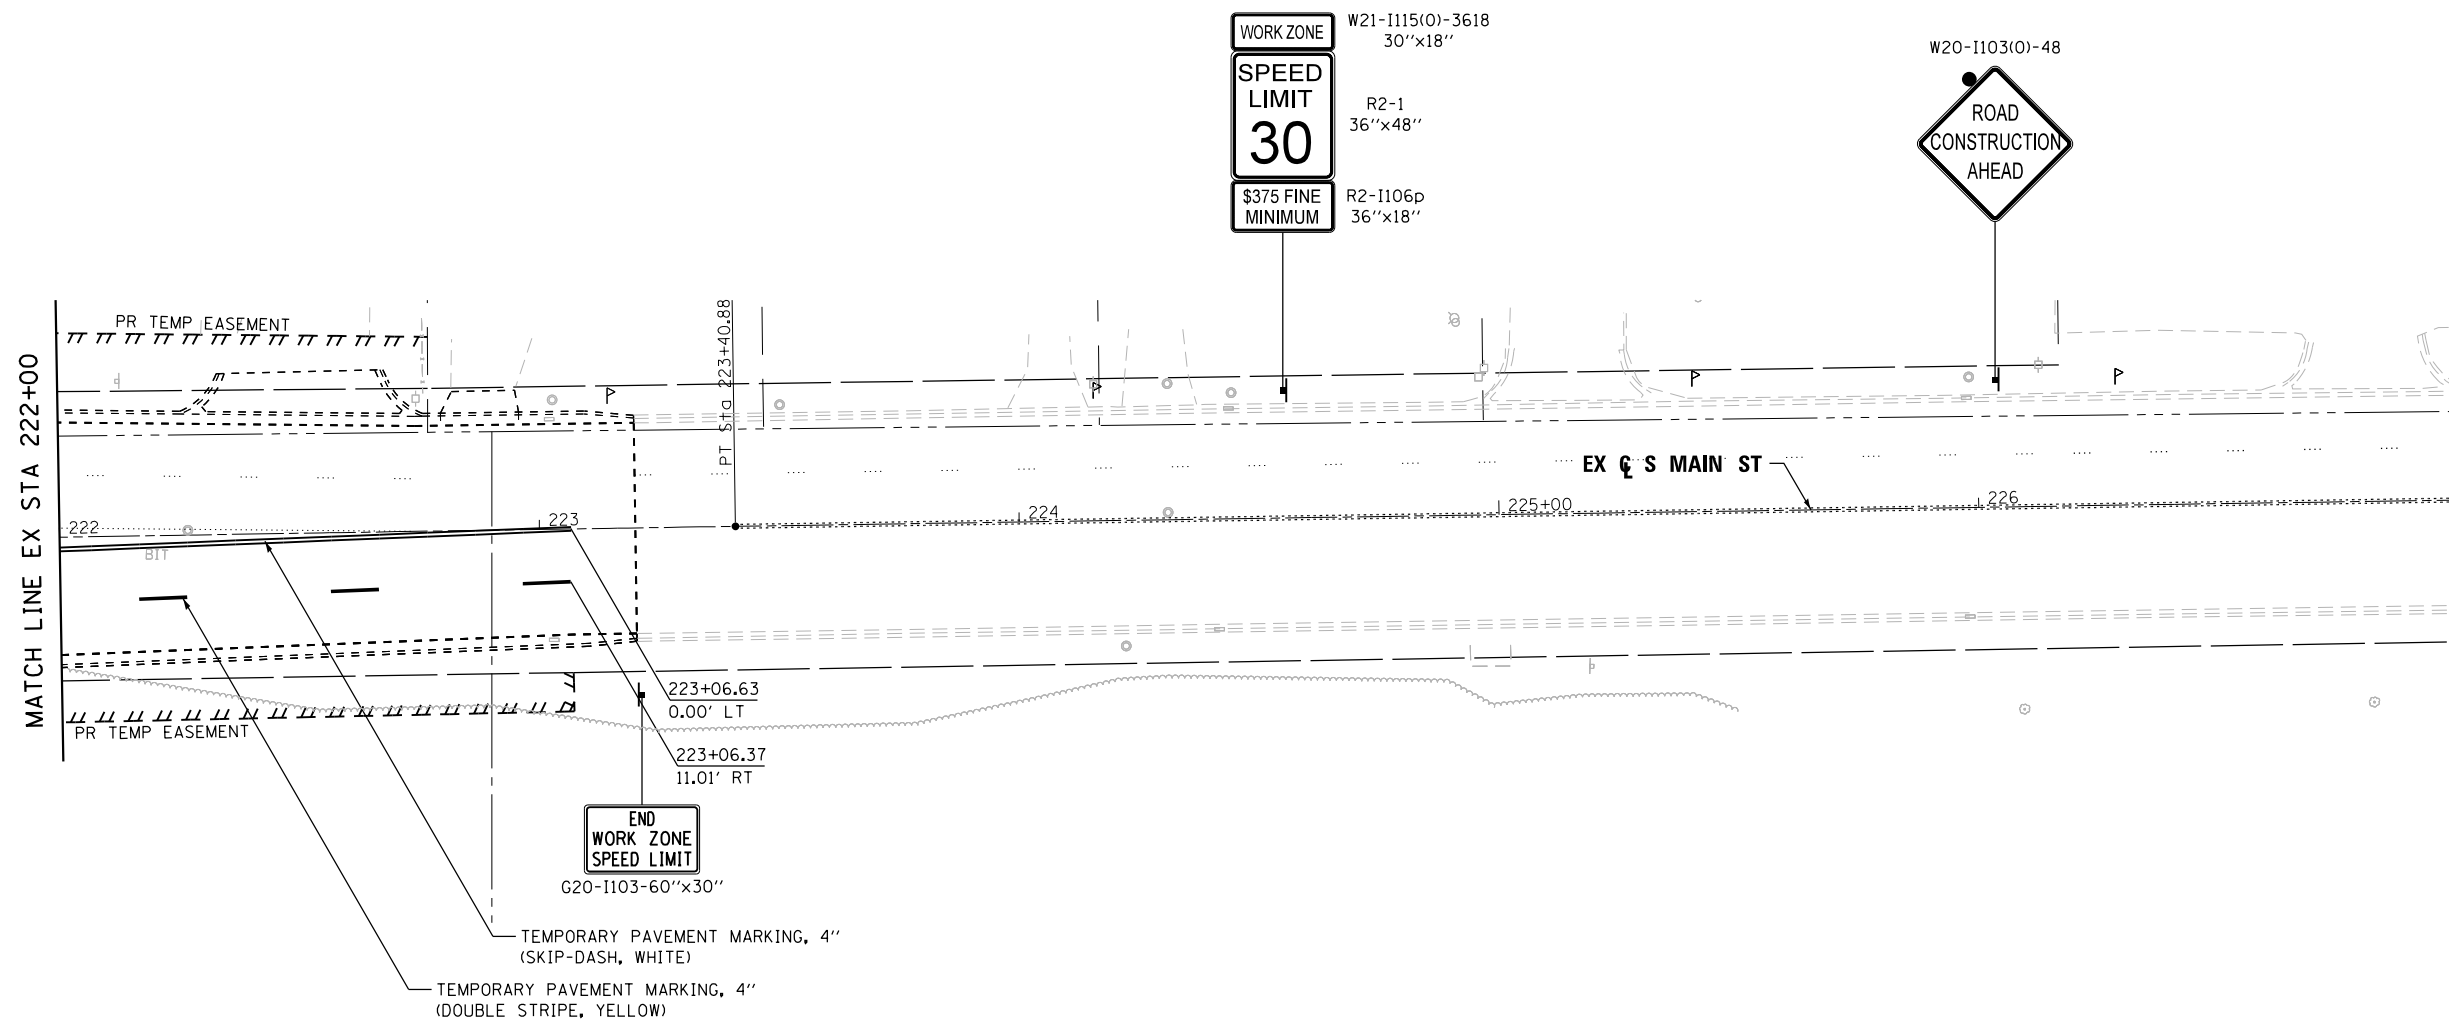 W21-I115(O)-3618
30''x18''
WORK ZONE
SPEED
LIMIT
30
R2-1
36''x48''
$375 FINE
MINIMUM
R2-I106p
36''x18''
W20-I103(O)-48
ROAD
CONSTRUCTION
AHEAD
MATCH LINE EX STA 222+00
PR TEMP EASEMENT
PT Sta 223+40.88
EX ℄ S MAIN ST
222
223
224
225+00
226
BIT
PR TEMP EASEMENT
223+06.63
0.00' LT
223+06.37
11.01' RT
END
WORK ZONE
SPEED LIMIT
G20-I103-60''x30''
TEMPORARY PAVEMENT MARKING, 4''
(SKIP-DASH, WHITE)
TEMPORARY PAVEMENT MARKING, 4''
(DOUBLE STRIPE, YELLOW)